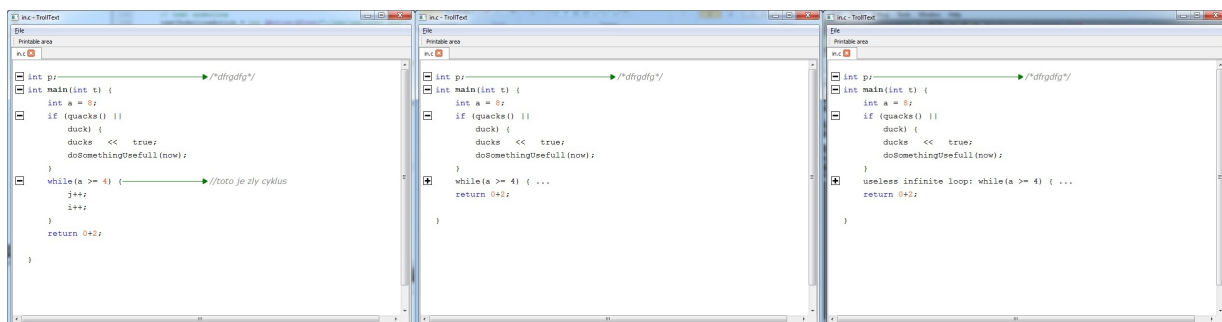 in.c - TrollText
File
Printable area
in.c
int p; /*dfrgdfg*/
int main(int t) {
int a = 8;
if (quacks() ||
duck) {
ducks << true;
doSomethingUsefull(now);
}
while(a >= 4) { //toto je zly cyklus
j++;
i++;
}
return 0+2;
}
in.c - TrollText
File
Printable area
in.c
int p; /*dfrgdfg*/
int main(int t) {
int a = 8;
if (quacks() ||
duck) {
ducks << true;
doSomethingUsefull(now);
}
while(a >= 4) { ...
return 0+2;
}
in.c - TrollText
File
Printable area
in.c
int p; /*dfrgdfg*/
int main(int t) {
int a = 8;
if (quacks() ||
duck) {
ducks << true;
doSomethingUsefull(now);
}
useless infinite loop: while(a >= 4) { ...
return 0+2;
}